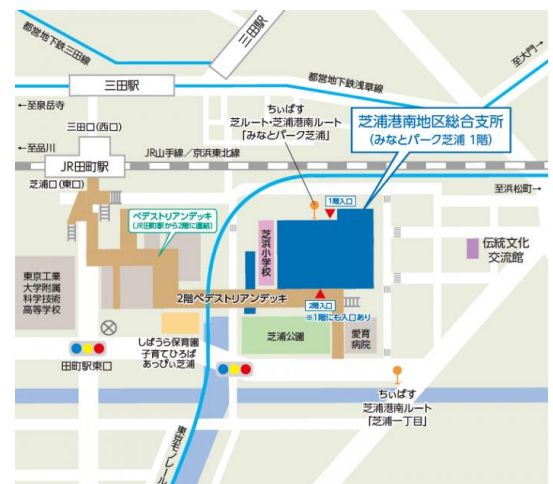 都営地下鉄三田線
三田駅
三田駅
都営地下鉄浅草線
至大門→
←至泉岳寺
ちぃばす
芝ルート・芝浦港南ルート
「みなとパーク芝浦」
芝浦港南地区総合支所
(みなとパーク芝浦 1階)
三田口(西口)
←至品川
JR田町駅
JR山手線／京浜東北線
芝浦口(東口)
至浜松町→
ペデストリアンデッキ
(JR田町駅から2階に直結)
1階入口
芝浜小学校
伝統文化
交流館
東京工業
大学附属
科学技術
高等学校
2階ペデストリアンデッキ
2階入口
※1階にも入口あり
しばうら保育園
子育てひろば
あっぴぃ芝浦
芝浦公園
愛育
病院
田町駅東口
ちぃばす
芝浦港南ルート
「芝浦一丁目」
東京モノレール